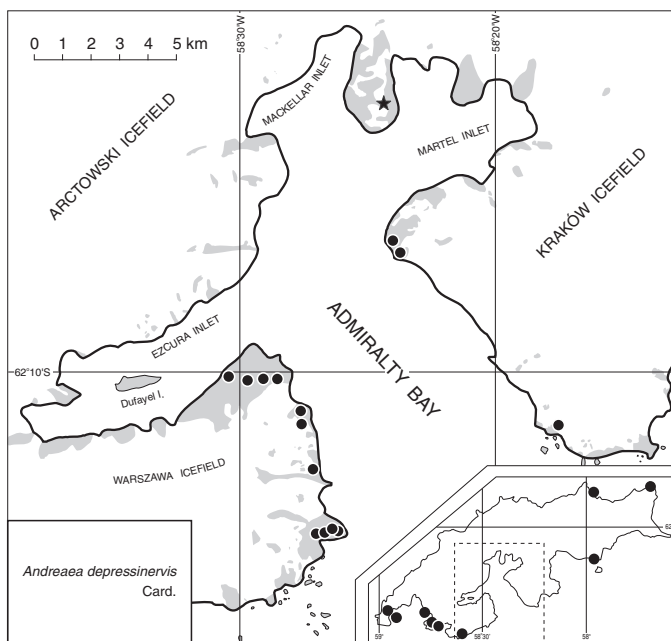 58°30'W
58°20'W
0 1 2 3 4 5 km
MACKELLAR INLET
MARTEL INLET
ARCTOWSKI ICEFIELD
KRAKÓW ICEFIELD
ADMIRALTY BAY
EZCURA INLET
62°10'S
Dufayel I.
WARSZAWA ICEFIELD
Andreaea depressinervis
Card.
62°
59°
58°30'
58°